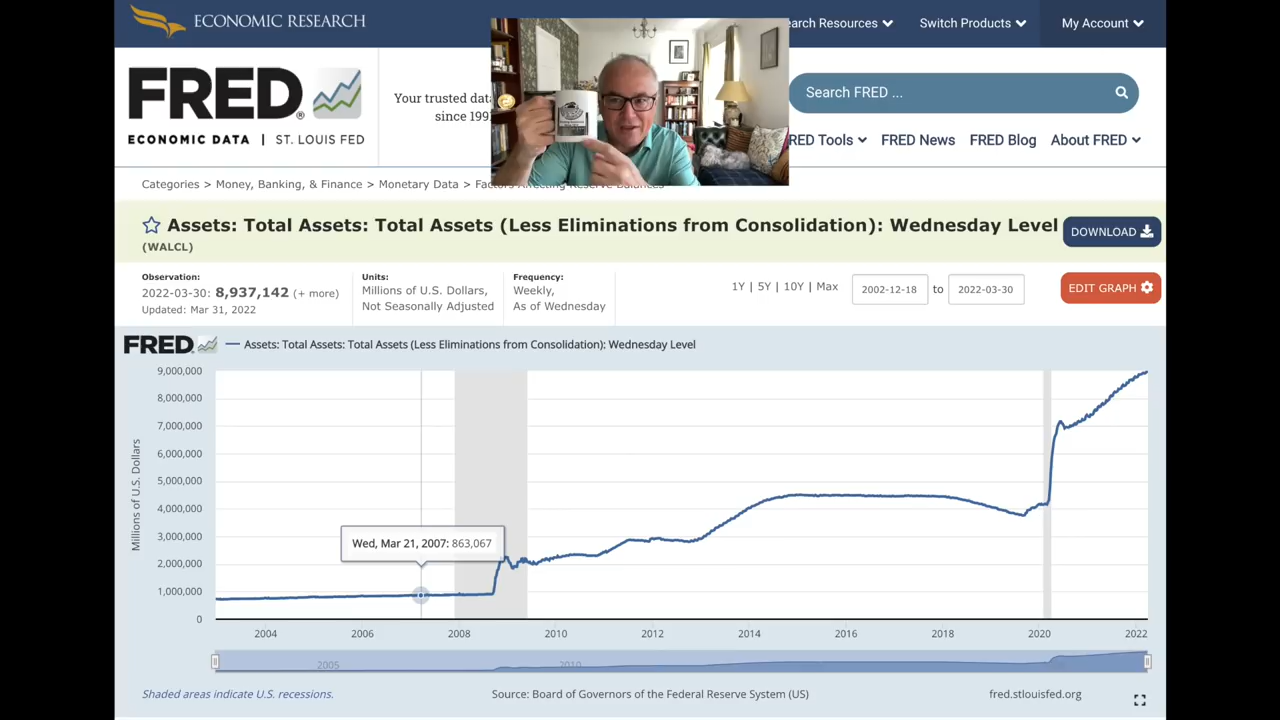 ECONOMIC RESEARCH
arch Resources
Switch Products
My Account
FRED®
ECONOMIC DATA | ST. LOUIS FED
Your trusted data
since 1991
Search FRED ...
RED Tools
FRED News
FRED Blog
About FRED
Categories > Money, Banking, & Finance > Monetary Data > Factors Affecting Reserve Balances
Assets: Total Assets: Total Assets (Less Eliminations from Consolidation): Wednesday Level
(WALCL)
DOWNLOAD
Observation:
2022-03-30: 8,937,142 (+ more)
Updated: Mar 31, 2022
Units:
Millions of U.S. Dollars,
Not Seasonally Adjusted
Frequency:
Weekly,
As of Wednesday
1Y | 5Y | 10Y | Max
2002-12-18 to 2022-03-30
EDIT GRAPH
FRED
Assets: Total Assets: Total Assets (Less Eliminations from Consolidation): Wednesday Level
Millions of U.S. Dollars
9,000,000
8,000,000
7,000,000
6,000,000
5,000,000
4,000,000
3,000,000
2,000,000
1,000,000
0
Wed, Mar 21, 2007: 863,067
2004
2006
2008
2010
2012
2014
2016
2018
2020
2022
2005
2010
Shaded areas indicate U.S. recessions.
Source: Board of Governors of the Federal Reserve System (US)
fred.stlouisfed.org